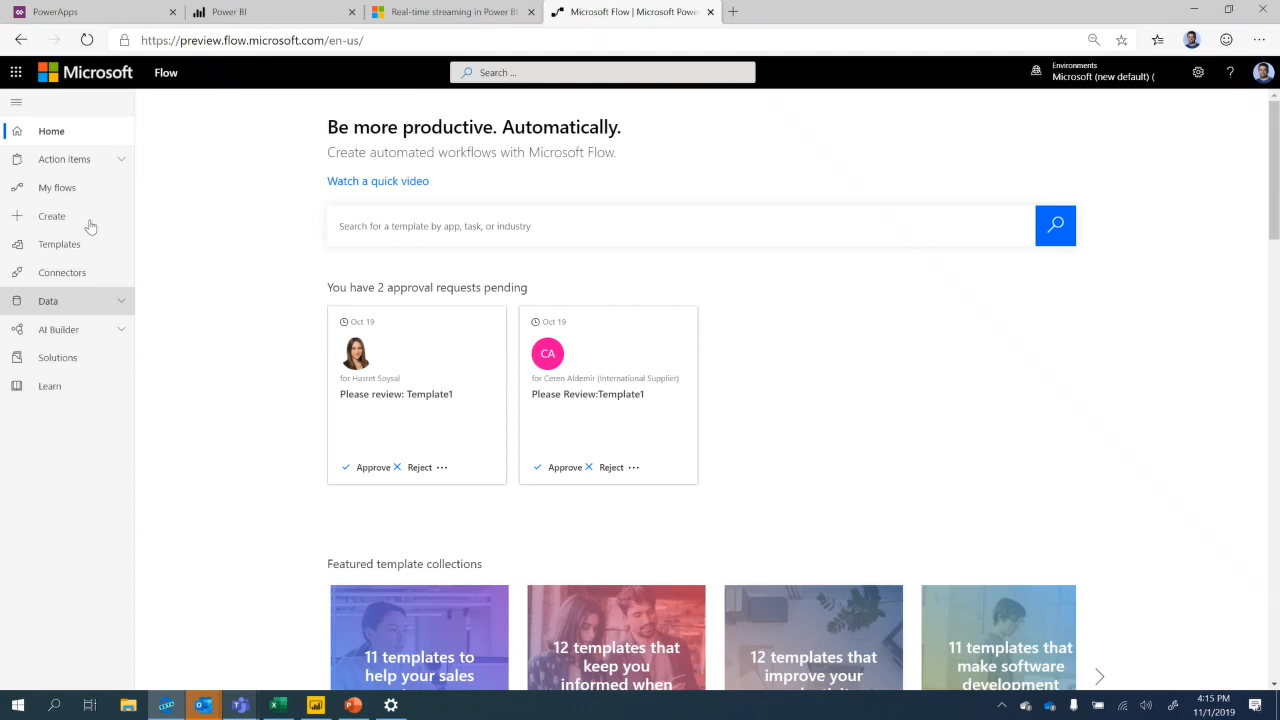 PowerApps
Power BI
Real-time streaming in Power B
Microsoft Flow | Microsoft Powe
https://preview.flow.microsoft.com/en-us/
Microsoft
Flow
Search ...
Environments
Microsoft (new default) (
Home
Action items
My flows
Create
Templates
Connectors
Data
AI Builder
Solutions
Learn
Be more productive. Automatically.
Create automated workflows with Microsoft Flow.
Watch a quick video
Search for a template by app, task, or industry
You have 2 approval requests pending
Oct 19
for Hasret Soysal
Please review: Template1
Approve Reject ...
Oct 19
CA
for Ceren Aldemir (International Supplier)
Please Review:Template1
Approve Reject ...
Featured template collections
11 templates to
help your sales
12 templates that
keep you
informed when
12 templates that
improve your
11 templates that
make software
development
4:15 PM
11/1/2019